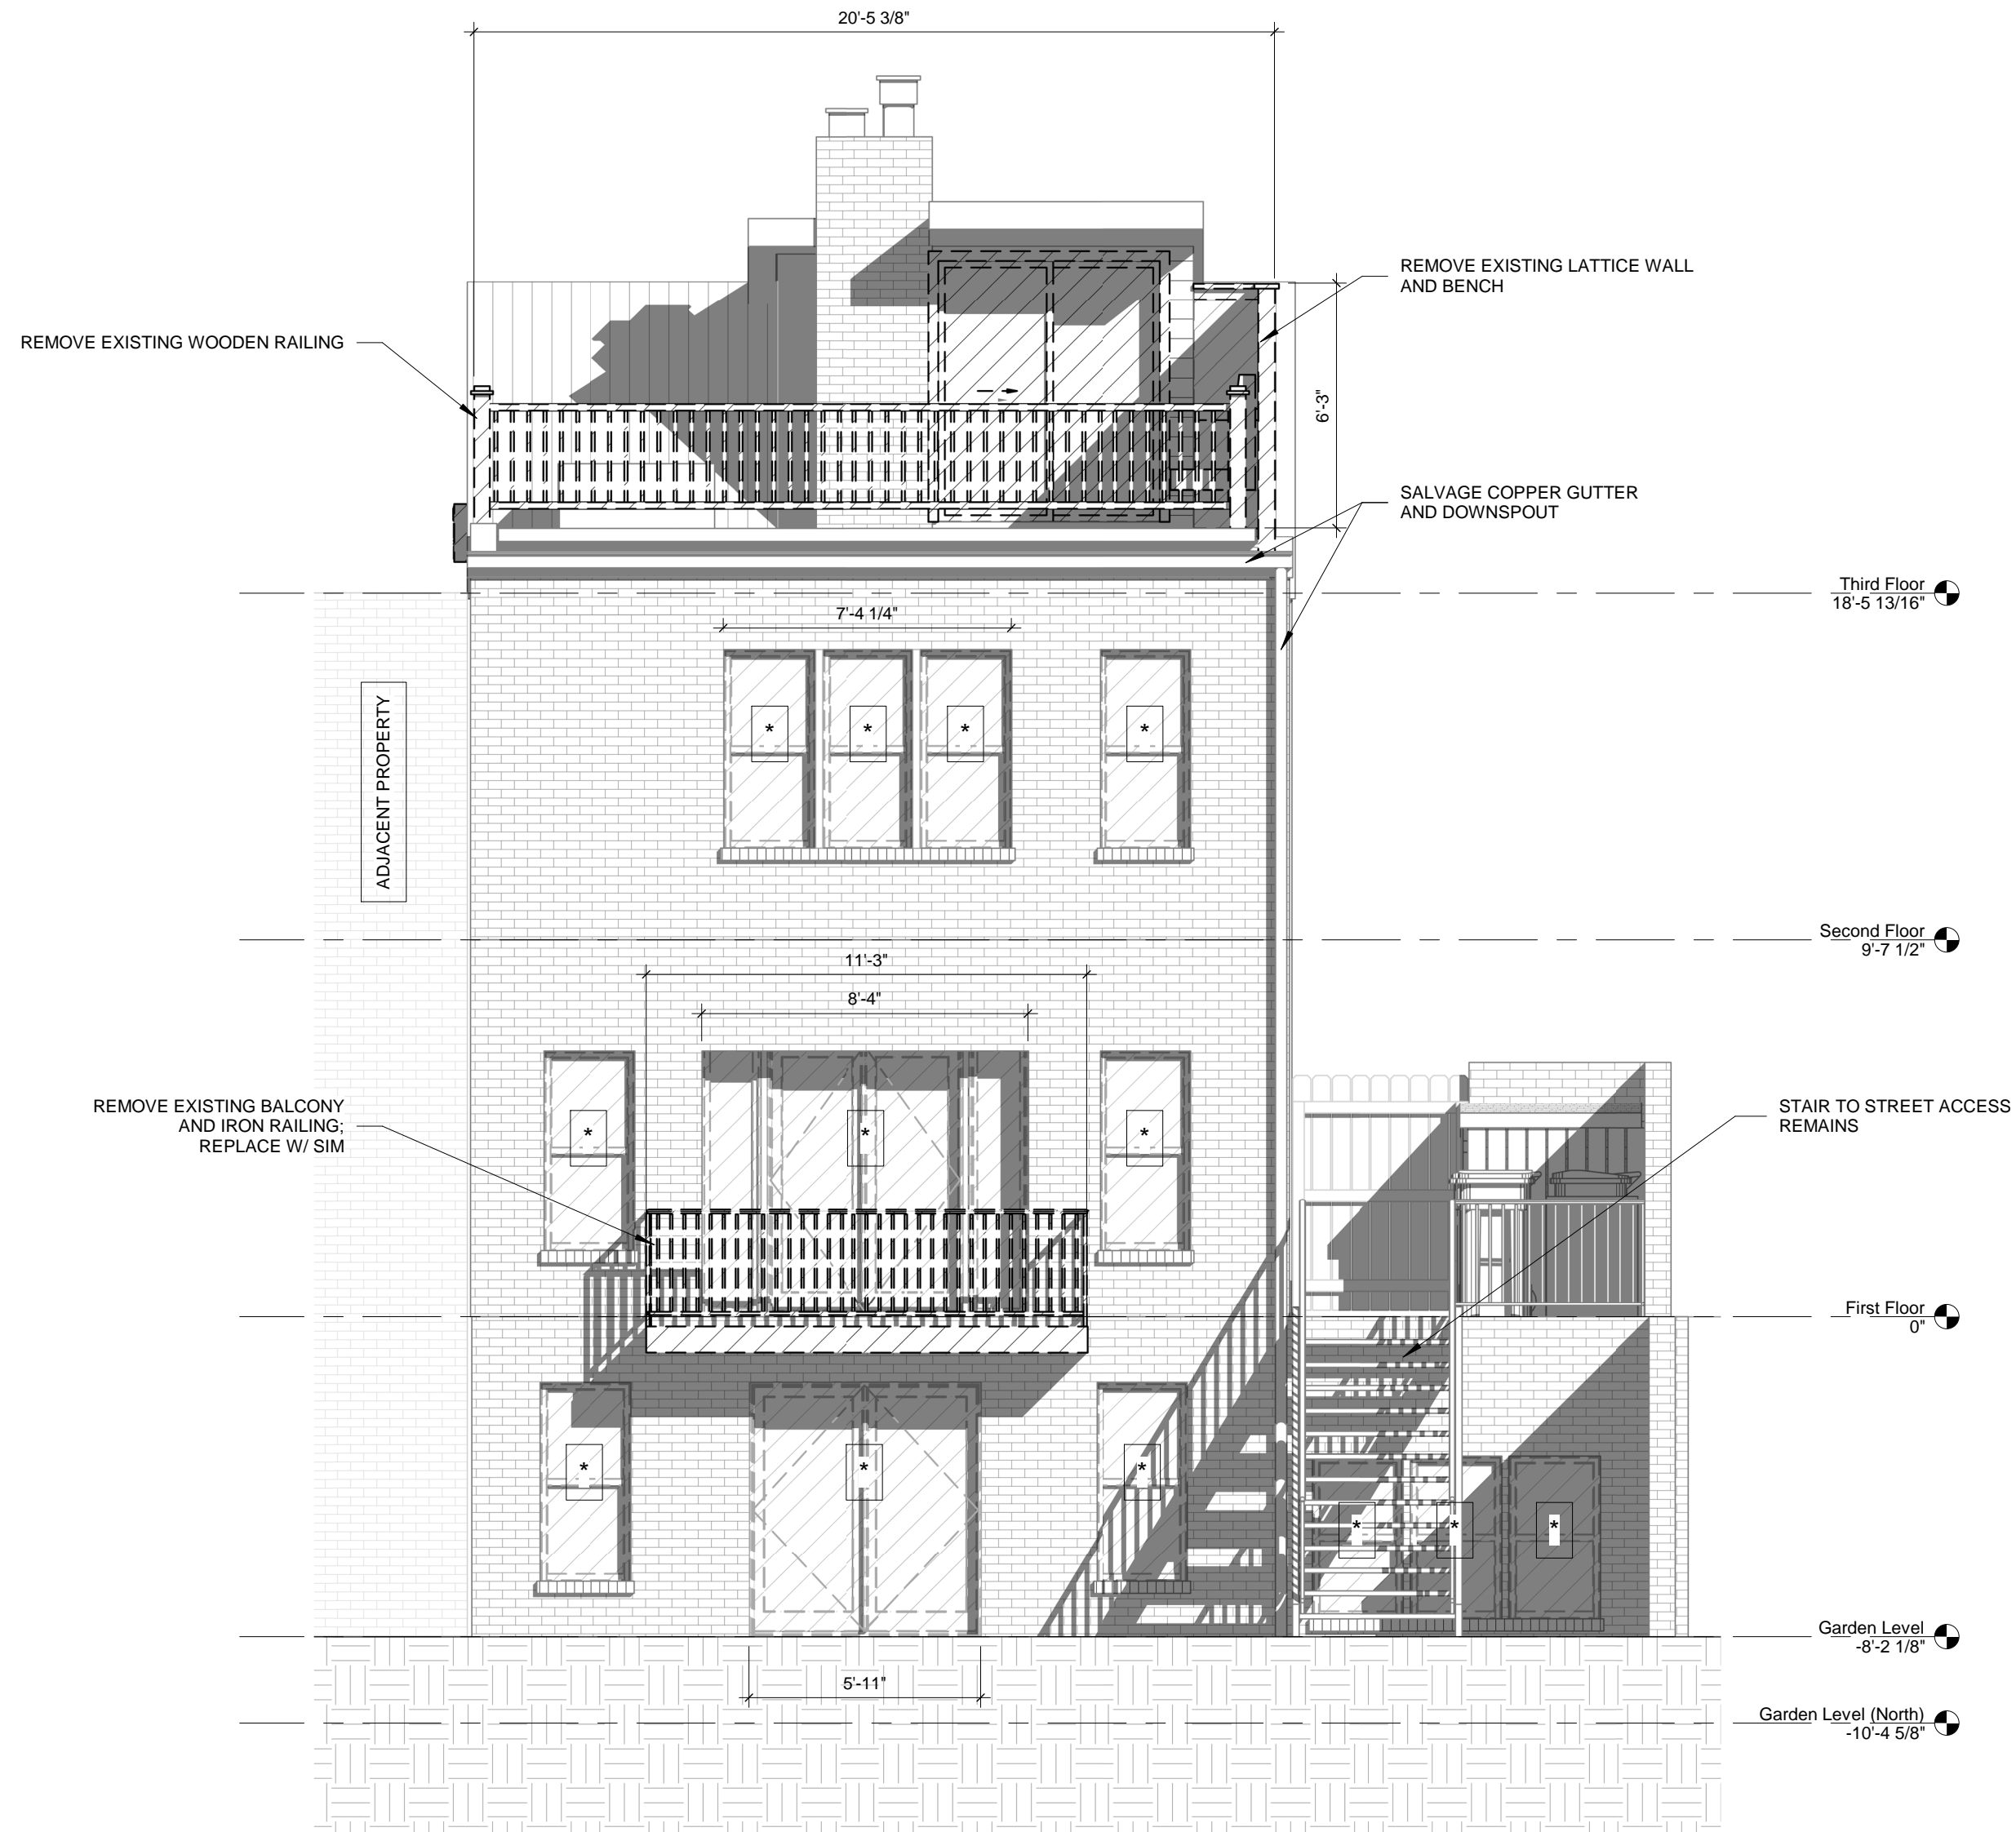 20'-5 3/8"
REMOVE EXISTING LATTICE WALL
AND BENCH
REMOVE EXISTING WOODEN RAILING
6'-3"
SALVAGE COPPER GUTTER
AND DOWNSPOUT
Third Floor
18'-5 13/16"
7'-4 1/4"
* * * *
ADJACENT PROPERTY
Second Floor
9'-7 1/2"
11'-3"
8'-4"
REMOVE EXISTING BALCONY
AND IRON RAILING;
REPLACE W/ SIM
STAIR TO STREET ACCESS
REMAINS
* * *
First Floor
0"
* * *
* * *
Garden Level
-8'-2 1/8"
5'-11"
Garden Level (North)
-10'-4 5/8"